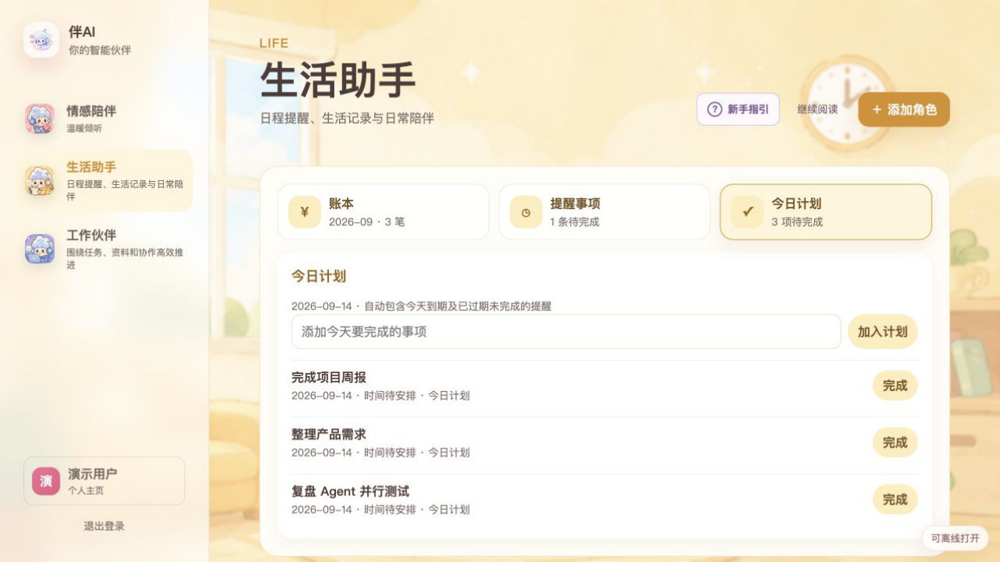 伴AI
你的智能伙伴
情感陪伴
温暖倾听
生活助手
日程提醒、生活记录与日常陪
伴
工作伙伴
围绕任务、资料和协作高效推
进
演
演示用户
个人主页
退出登录
LIFE
生活助手
日程提醒、生活记录与日常陪伴
? 新手指引
继续阅读
+ 添加角色
¥
账本
2026-09 · 3 笔
提醒事项
1 条待完成
✓
今日计划
3 项待完成
今日计划
2026-09-14 · 自动包含今天到期及已过期未完成的提醒
添加今天要完成的事项
加入计划
完成项目周报
2026-09-14 · 时间待安排 · 今日计划
完成
整理产品需求
2026-09-14 · 时间待安排 · 今日计划
完成
复盘 Agent 并行测试
2026-09-14 · 时间待安排 · 今日计划
完成
可离线打开